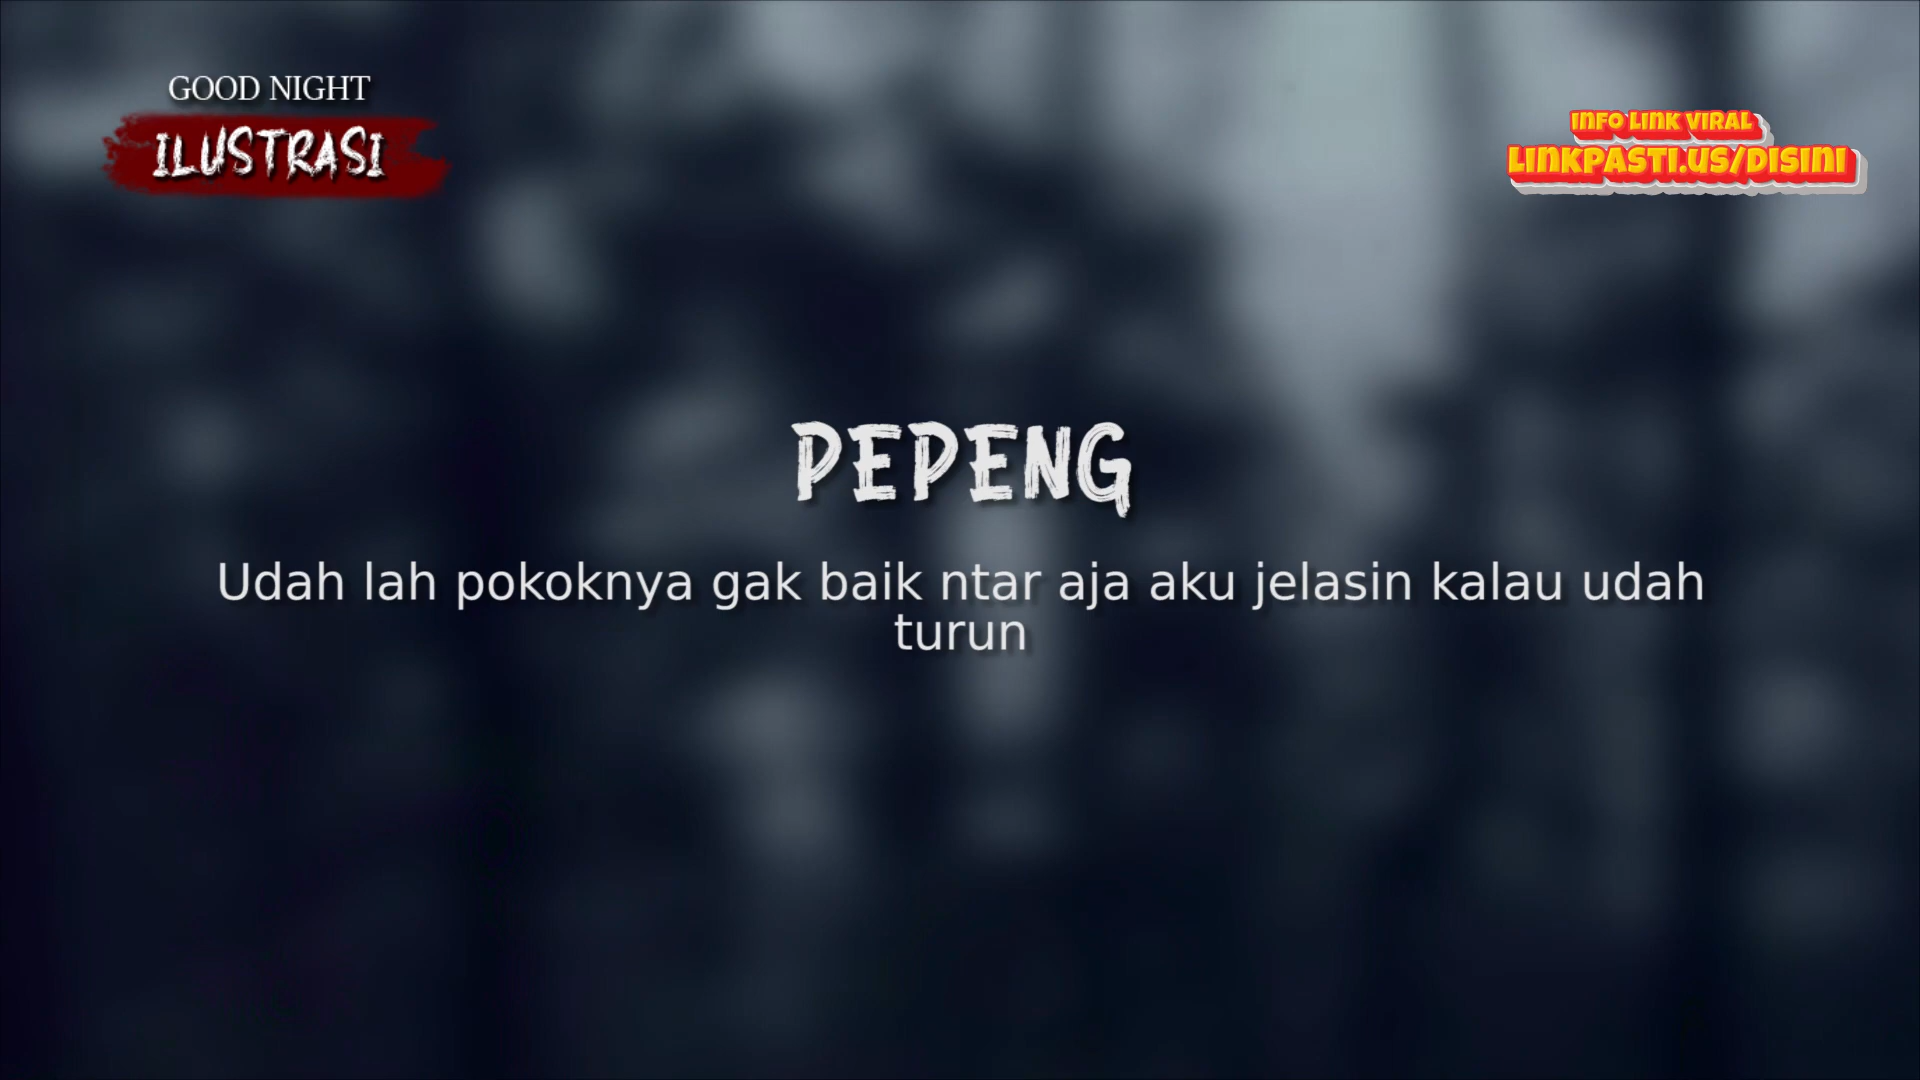 GOOD NIGHT
ILUSTRASI
INFO LINK VIRAL
LINKPASTI.US/DISINI
PEPENG
Udah lah pokoknya gak baik ntar aja aku jelasin kalau udah
turun